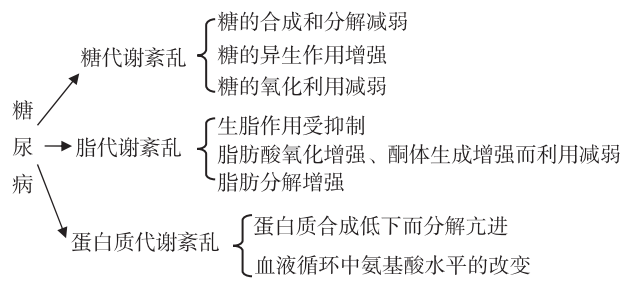 糖尿病
糖代谢紊乱
糖的合成和分解减弱
糖的异生作用增强
糖的氧化利用减弱
脂代谢紊乱
生脂作用受抑制
脂肪酸氧化增强、酮体生成增强而利用减弱
脂肪分解增强
蛋白质代谢紊乱
蛋白质合成低下而分解亢进
血液循环中氨基酸水平的改变